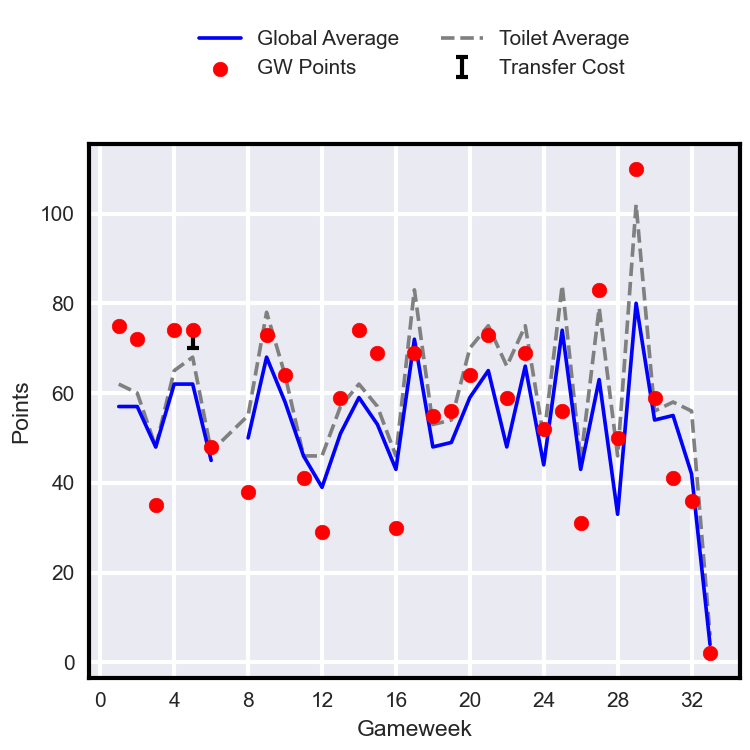 Global Average
Toilet Average
GW Points
Transfer Cost
100
80
60
40
20
0
Points
0 4 8 12 16 20 24 28 32
Gameweek